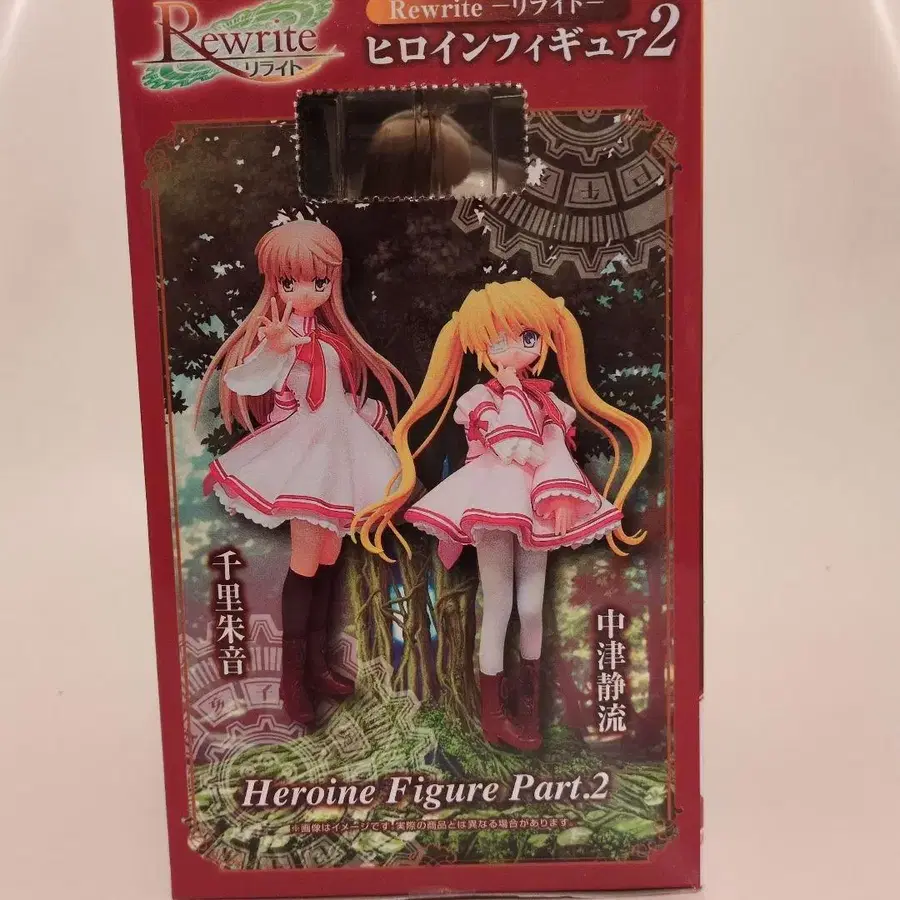 Rewrite
リライト
Rewrite −リライト−
ヒロインフィギュア2
千里朱音
中津静流
Heroine Figure Part.2
※画像はイメージです。実際の商品とは異なる場合があります。